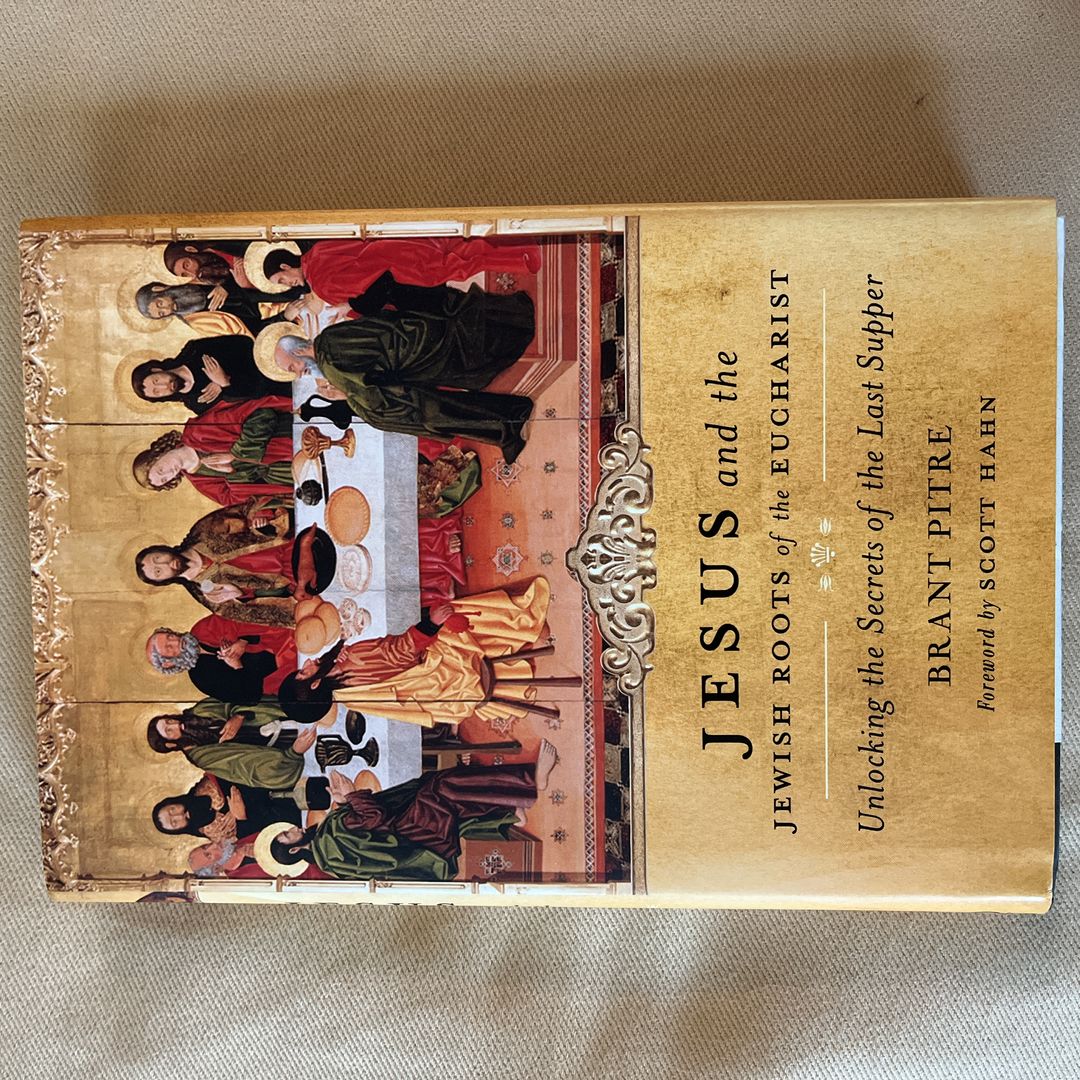 JESUS and the
JEWISH ROOTS of the EUCHARIST
Unlocking the Secrets of the Last Supper
BRANT PITRE
Foreword by SCOTT HAHN